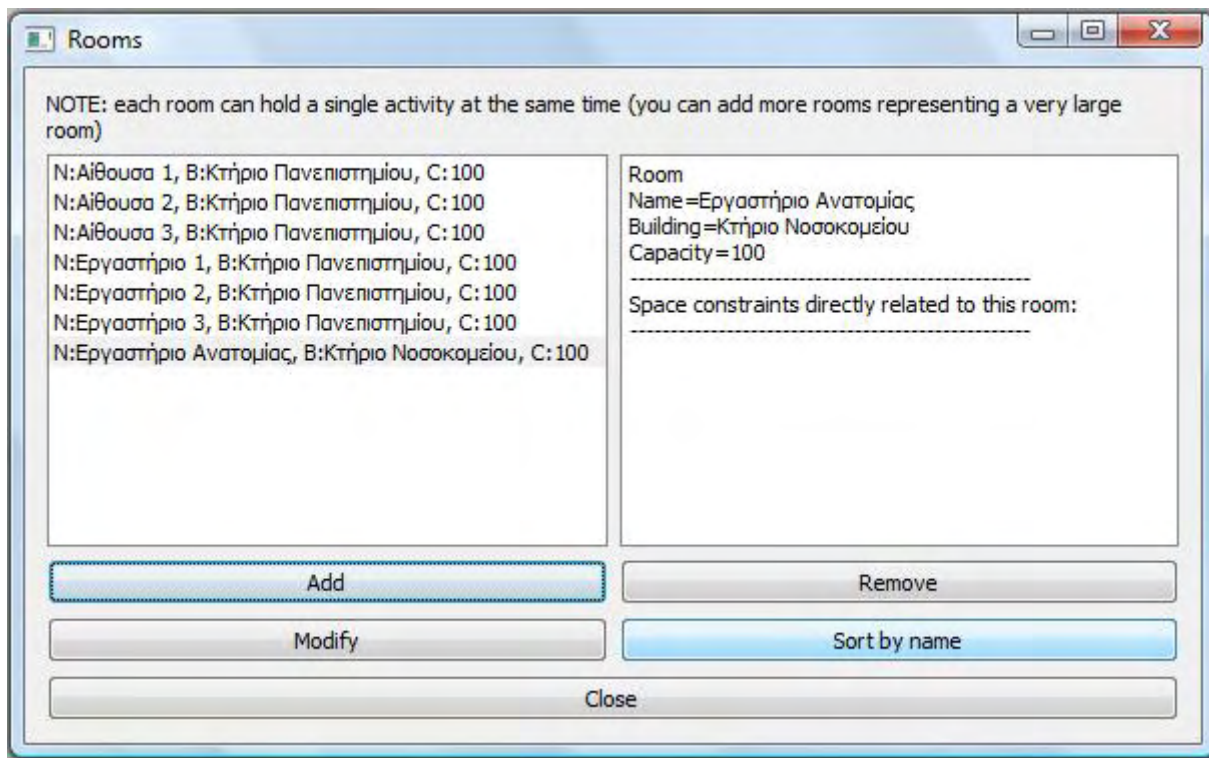 Rooms
NOTE: each room can hold a single activity at the same time (you can add more rooms representing a very large
room)
N:Αίθουσα 1, B:Κτήριο Πανεπιστημίου, C:100
N:Αίθουσα 2, B:Κτήριο Πανεπιστημίου, C:100
N:Αίθουσα 3, B:Κτήριο Πανεπιστημίου, C:100
N:Εργαστήριο 1, B:Κτήριο Πανεπιστημίου, C:100
N:Εργαστήριο 2, B:Κτήριο Πανεπιστημίου, C:100
N:Εργαστήριο 3, B:Κτήριο Πανεπιστημίου, C:100
N:Εργαστήριο Ανατομίας, B:Κτήριο Νοσοκομείου, C:100
Room
Name=Εργαστήριο Ανατομίας
Building=Κτήριο Νοσοκομείου
Capacity=100
--------------------------------------------------
Space constraints directly related to this room:
--------------------------------------------------
Add
Remove
Modify
Sort by name
Close